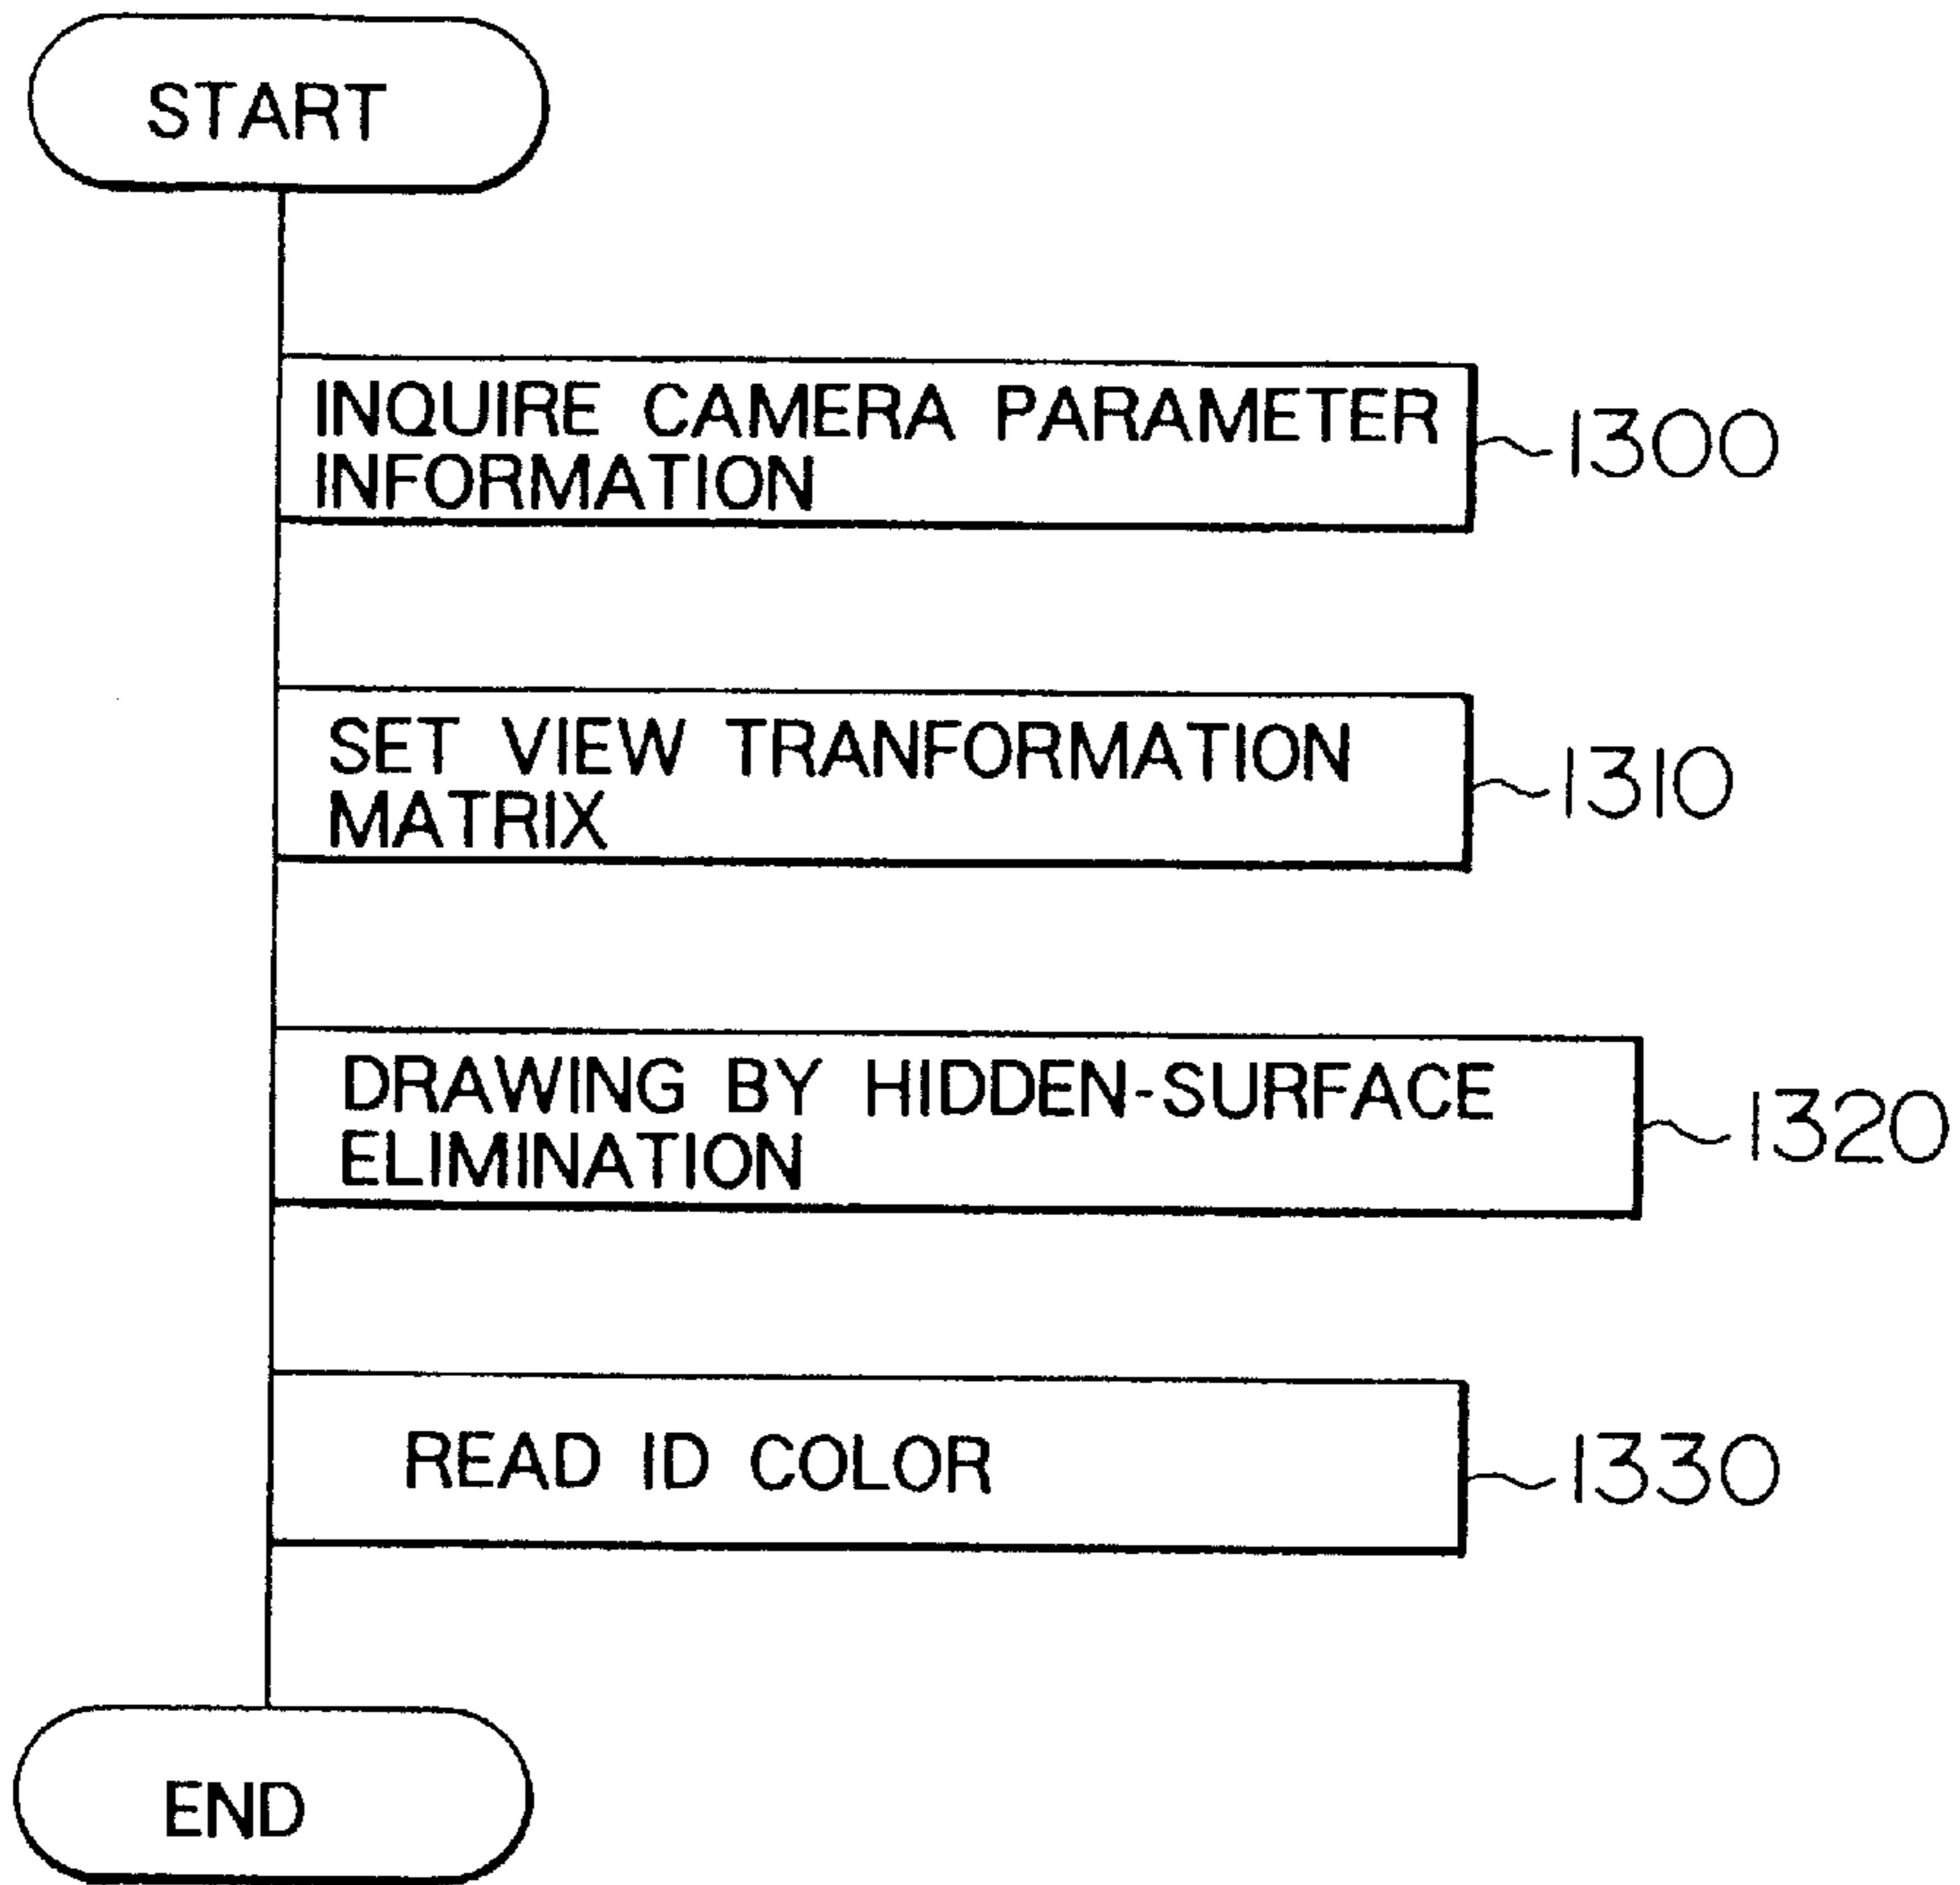 START
INQUIRE CAMERA PARAMETER
INFORMATION
1300
SET VIEW TRANFORMATION
MATRIX
1310
DRAWING BY HIDDEN-SURFACE
ELIMINATION
1320
READ ID COLOR
1330
END